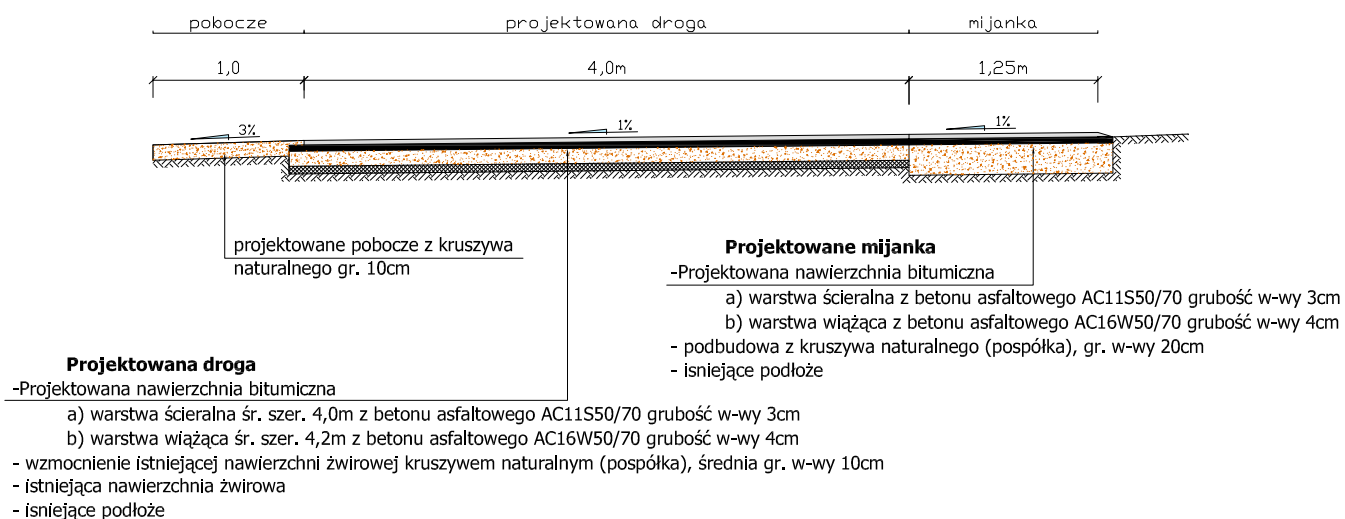 pobocze projektowana droga mijanka
1,0 4,0m 1,25m
3% 1% 1%
projektowane pobocze z kruszywa
naturalnego gr. 10cm
Projektowane mijanka
-Projektowana nawierzchnia bitumiczna
a) warstwa ścieralna z betonu asfaltowego AC11S50/70 grubość w-wy 3cm
b) warstwa wiążąca z betonu asfaltowego AC16W50/70 grubość w-wy 4cm
- podbudowa z kruszywa naturalnego (pospółka), gr. w-wy 20cm
- isniejące podłoże
Projektowana droga
-Projektowana nawierzchnia bitumiczna
a) warstwa ścieralna śr. szer. 4,0m z betonu asfaltowego AC11S50/70 grubość w-wy 3cm
b) warstwa wiążąca śr. szer. 4,2m z betonu asfaltowego AC16W50/70 grubość w-wy 4cm
- wzmocnienie istniejącej nawierzchni żwirowej kruszywem naturalnym (pospółka), średnia gr. w-wy 10cm
- istniejąca nawierzchnia żwirowa
- isniejące podłoże